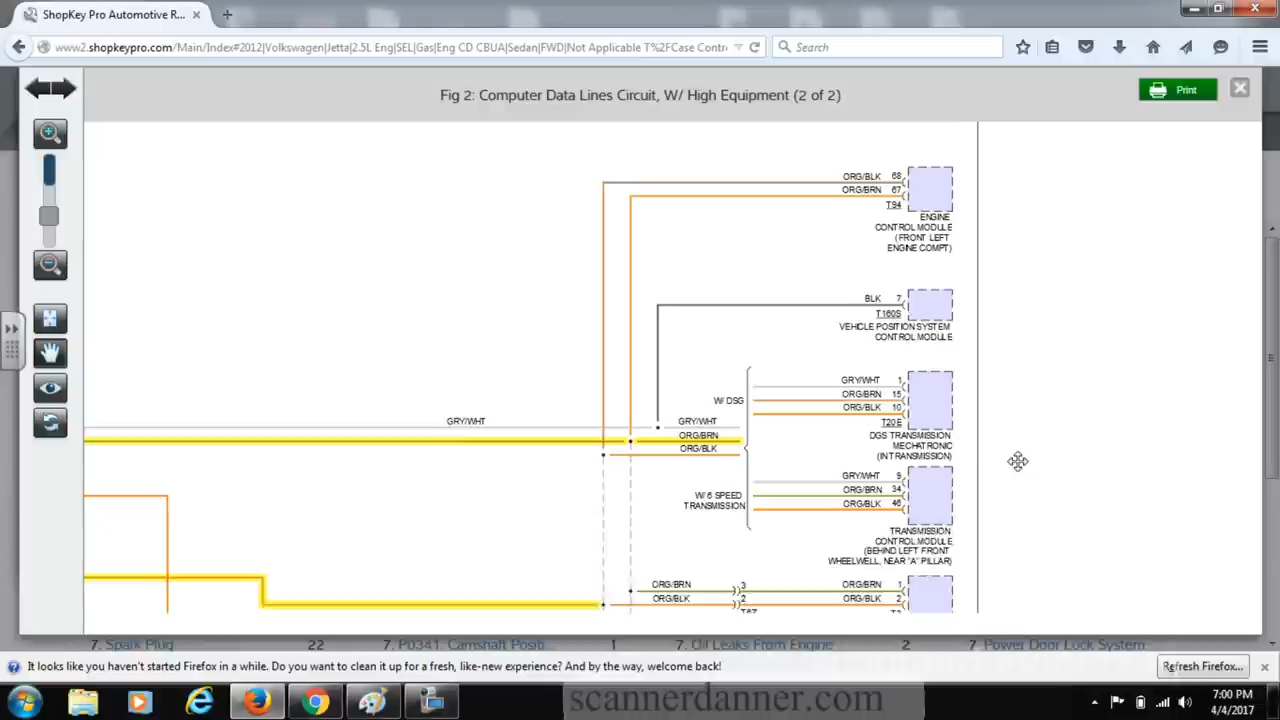 ShopKey Pro Automotive R...
www2.shopkeypro.com/Main/Index#2012|Volkswagen|Jetta|2.5L Eng|SEL|Gas|Eng CD CBUA|Sedan|FWD|Not Applicable T%2FCase Contr
Search
Fig 2: Computer Data Lines Circuit, W/ High Equipment (2 of 2)
Print
ORG/BLK 68
ORG/BRN 67
T94
ENGINE
CONTROL MODULE
(FRONT LEFT
ENGINE COMPT)
BLK 7
T160S
VEHICLE POSITION SYSTEM
CONTROL MODULE
GRY/WHT 1
W/ DSG
ORG/BRN 15
ORG/BLK 10
T20E
GRY/WHT
GRY/WHT
ORG/BRN
ORG/BLK
DGS TRANSMISSION
MECHATRONIC
(IN TRANSMISSION)
GRY/WHT 9
W/ 6 SPEED
TRANSMISSION
ORG/BRN 34
ORG/BLK 46
TRANSMISSION
CONTROL MODULE
(BEHIND LEFT FRONT
WHEELWELL, NEAR "A" PILLAR)
ORG/BRN 3 ORG/BRN 1
ORG/BLK 2 ORG/BLK 2
7. Spark Plug 22 7. P0341. Camshaft Posib... 1 7. Oil Leaks From Engine 2 7 Power Door Lock System
It looks like you haven't started Firefox in a while. Do you want to clean it up for a fresh, like-new experience? And by the way, welcome back!
Refresh Firefox...
scannerdanner.com
7:00 PM
4/4/2017